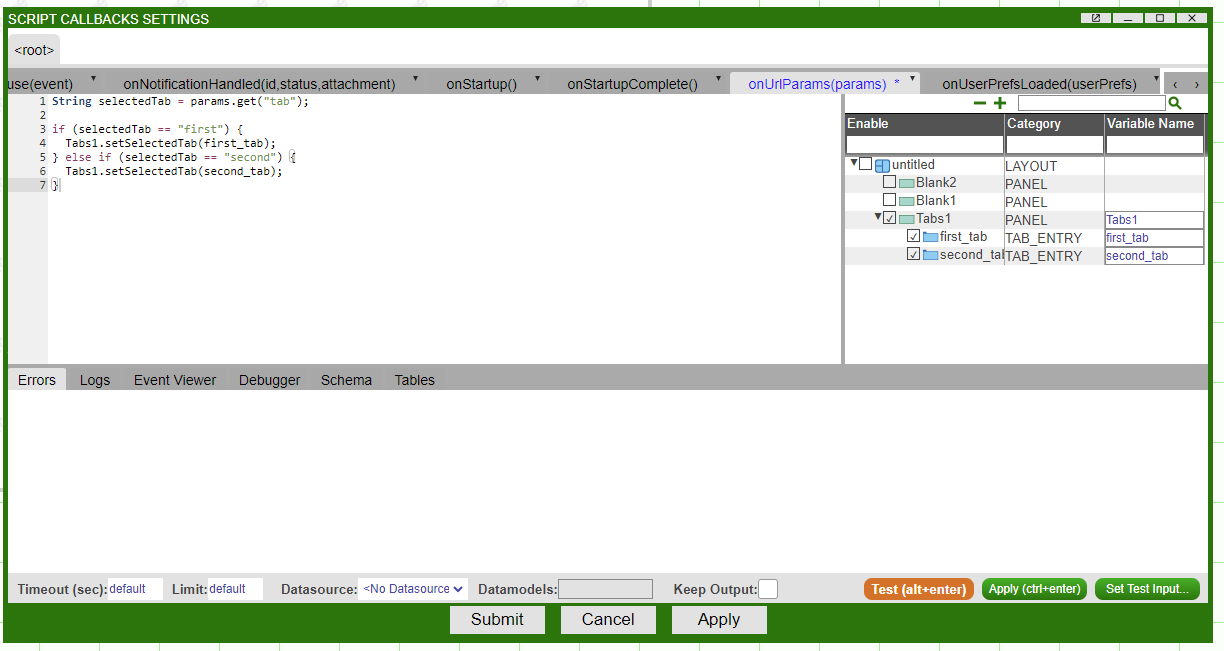 SCRIPT CALLBACKS SETTINGS
<root>
use(event) onNotificationHandled(id,status,attachment) onStartup() onStartupComplete() onUrlParams(params) * onUserPrefsLoaded(userPrefs)
1 String selectedTab = params.get("tab");
2
3 if (selectedTab == "first") {
4 Tabs1.setSelectedTab(first_tab);
5 } else if (selectedTab == "second") {
6 Tabs1.setSelectedTab(second_tab);
7 }
Enable Category Variable Name
untitled LAYOUT
Blank2 PANEL
Blank1 PANEL
Tabs1 PANEL Tabs1
first_tab TAB_ENTRY first_tab
second_tal TAB_ENTRY second_tab
Errors Logs Event Viewer Debugger Schema Tables
Timeout (sec): default Limit: default Datasource: <No Datasource Datamodels: Keep Output: Test (alt+enter) Apply (ctrl+enter) Set Test Input...
Submit Cancel Apply